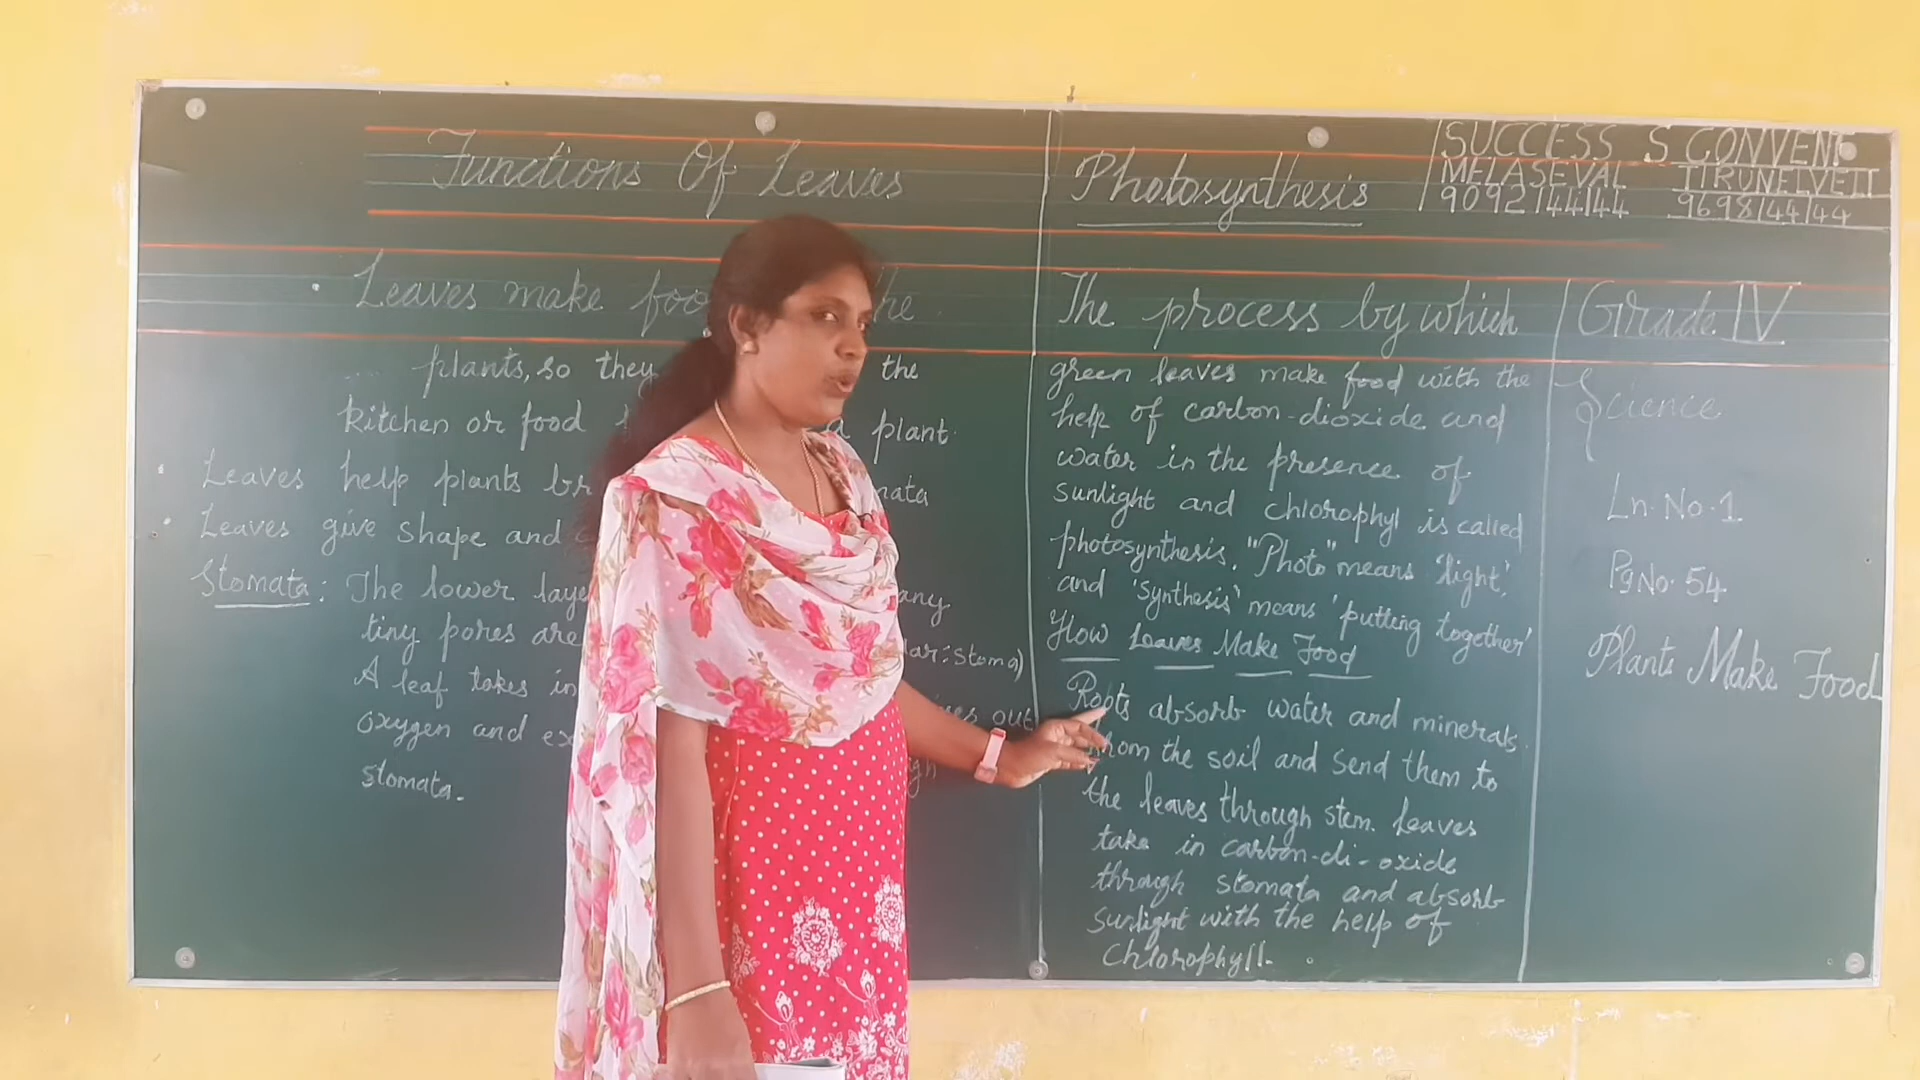 Functions Of Leaves
Leaves make foo he
plants, so they the
kitchen or food a plant.
Leaves help plants br mata
Leaves give shape and
Stomata: The lower laye any
tiny pores are lar: stoma)
A leaf takes in
oxygen and ex gives out
stomata.
Photosynthesis
The process by which
green leaves make food with the
help of carbon-dioxide and
water in the presence of
sunlight and chlorophyl is called
photosynthesis. "Photo" means 'light'
and 'synthesis' means 'putting together'
How Leaves Make Food
Roots absorb water and minerals
from the soil and send them to
the leaves through stem. Leaves
take in carbon-di-oxide
through stomata and absorb
sunlight with the help of
Chlorophyll.
SUCCESS S CONVENT
MELASEVAL TIRUNELVELI
9092144144 9698144144
Grade IV
Science
Ln. No. 1
Pg No. 54
Plants Make Food